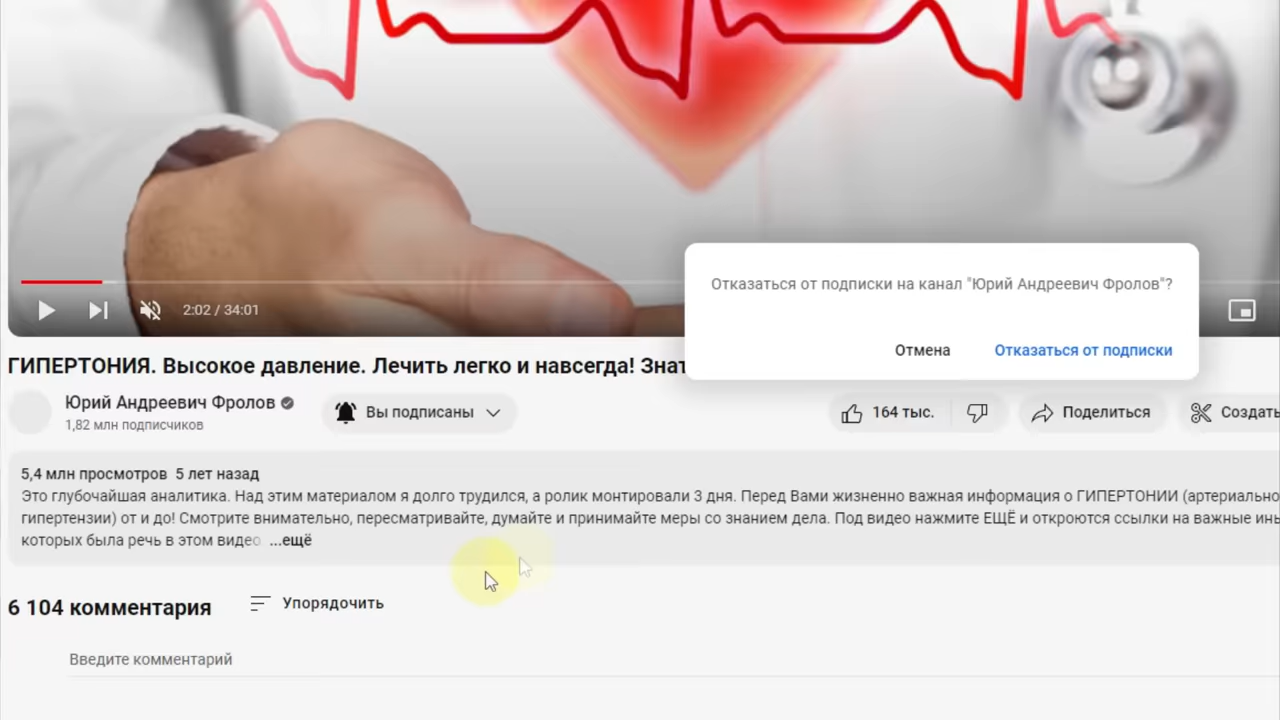 Отказаться от подписки на канал "Юрий Андреевич Фролов"?
Отмена
Отказаться от подписки
2:02 / 34:01
ГИПЕРТОНИЯ. Высокое давление. Лечить легко и навсегда! Знат
Юрий Андреевич Фролов
1,82 млн подписчиков
Вы подписаны
164 тыс.
Поделиться
Создать
5,4 млн просмотров 5 лет назад
Это глубочайшая аналитика. Над этим материалом я долго трудился, а ролик монтировали 3 дня. Перед Вами жизненно важная информация о ГИПЕРТОНИИ (артериально
гипертензии) от и до! Смотрите внимательно, пересматривайте, думайте и принимайте меры со знанием дела. Под видео нажмите ЕЩЁ и откроются ссылки на важные
которых была речь в этом видео ...ещё
6 104 комментария
Упорядочить
Введите комментарий